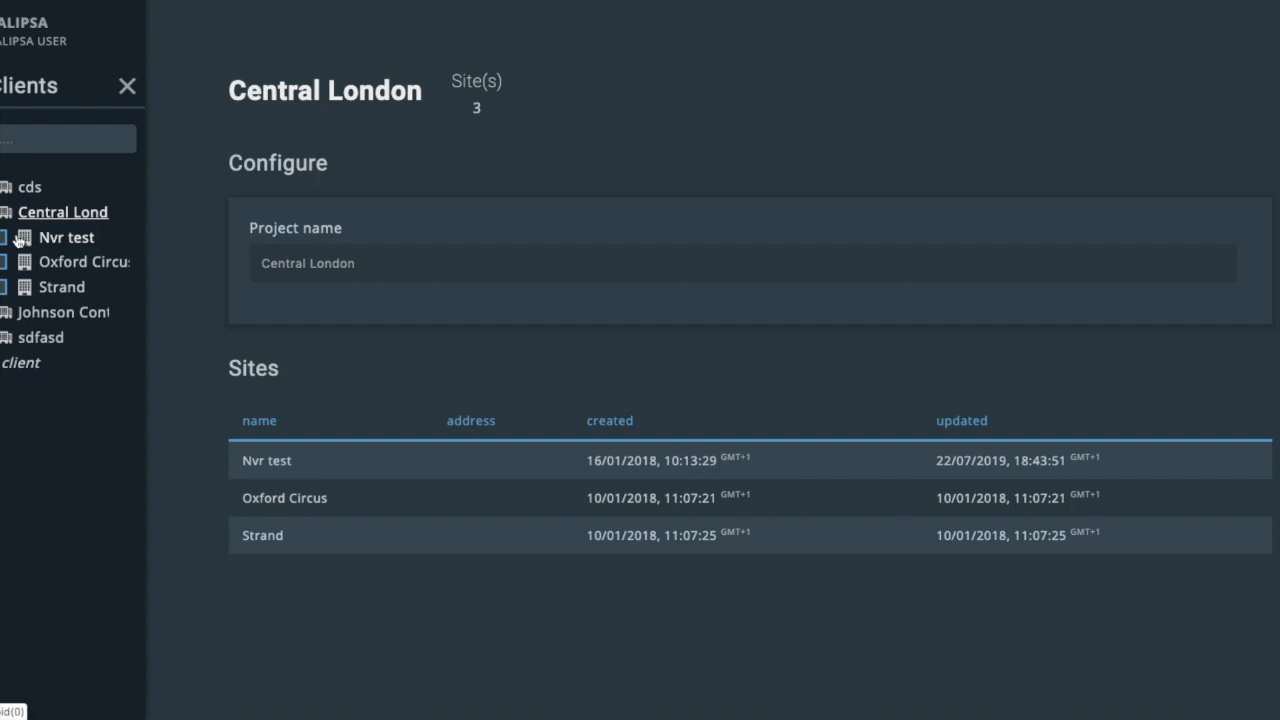 ALIPSA
ALIPSA USER
Clients
....
cds
Central Lond
Nvr test
Oxford Circu
Strand
Johnson Cont
sdfasd
client
Central London
Site(s)
3
Configure
Project name
Central London
Sites
name address created updated
Nvr test 16/01/2018, 10:13:29 GMT+1 22/07/2019, 18:43:51 GMT+1
Oxford Circus 10/01/2018, 11:07:21 GMT+1 10/01/2018, 11:07:21 GMT+1
Strand 10/01/2018, 11:07:25 GMT+1 10/01/2018, 11:07:25 GMT+1
id(0)